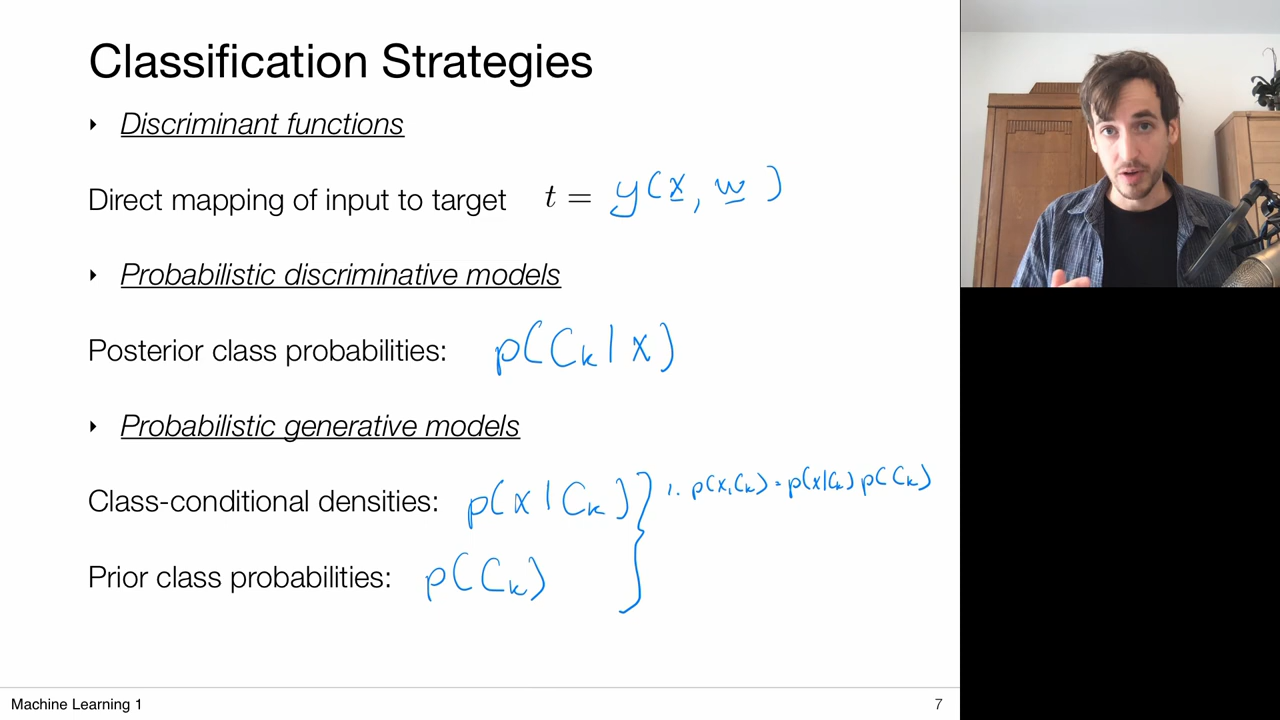 Classification Strategies
‣ Discriminant functions
Direct mapping of input to target t = y(x, w)
‣ Probabilistic discriminative models
Posterior class probabilities: p(Cₖ | x)
‣ Probabilistic generative models
Class-conditional densities: p(x | Cₖ) } 1. p(x, Cₖ) = p(x|Cₖ) p(Cₖ)
Prior class probabilities: p(Cₖ)
Machine Learning 1 7